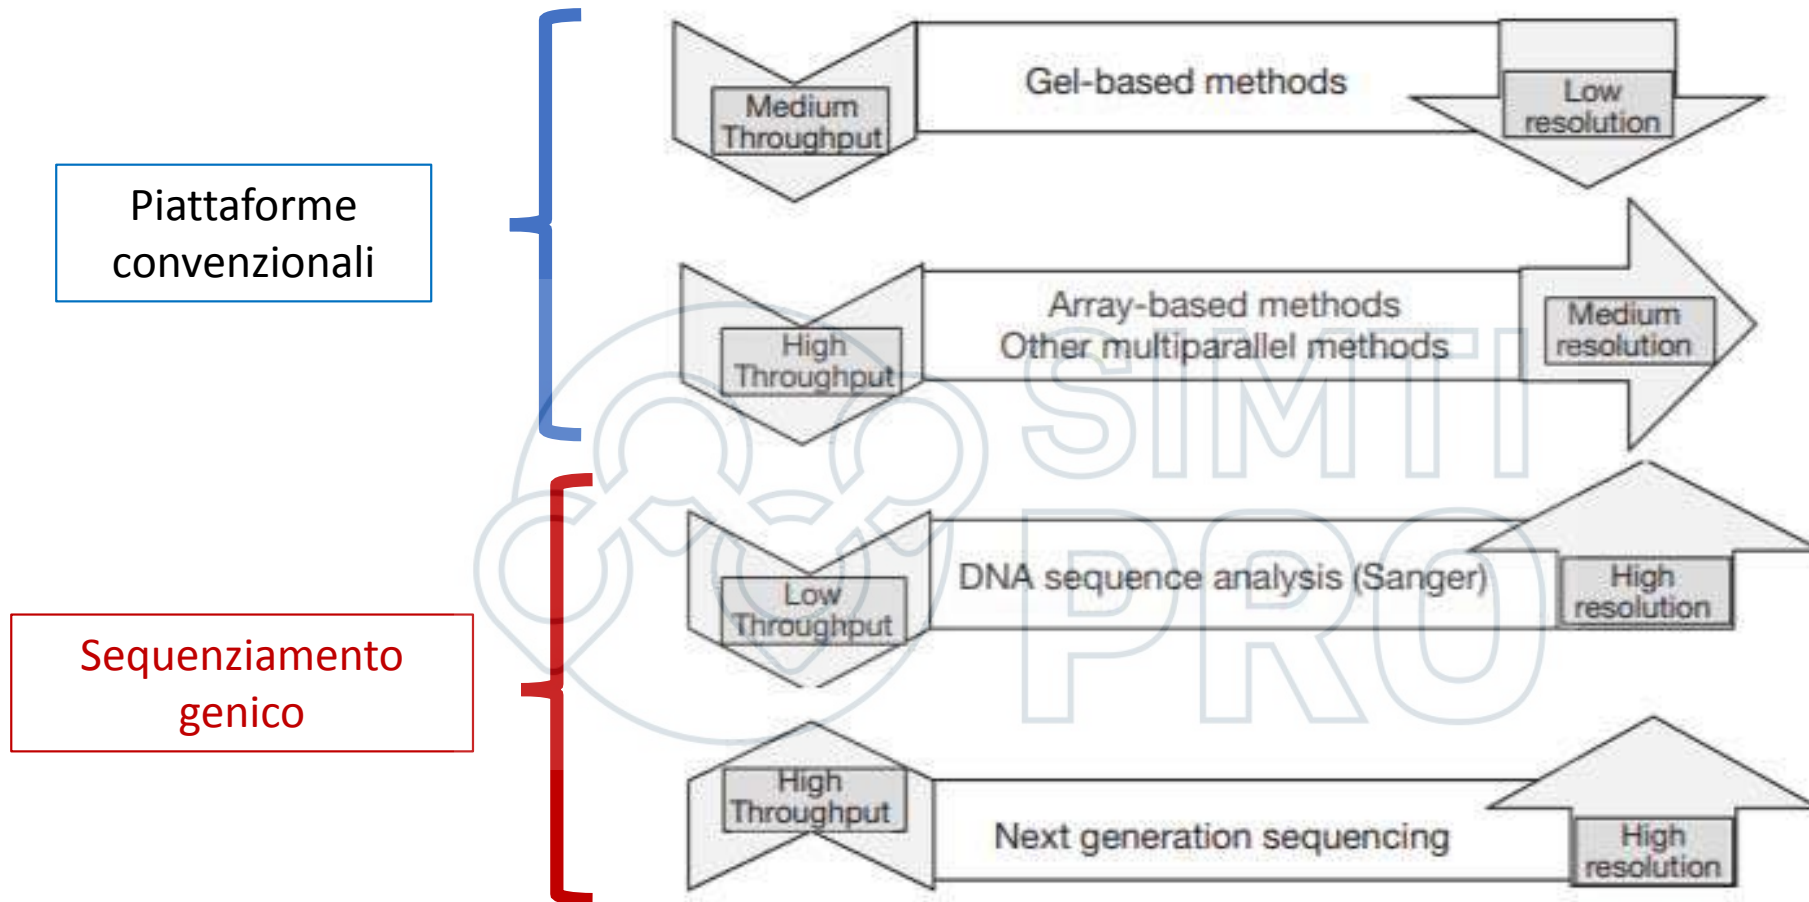 Piattaforme
convenzionali
Medium
Throughput
Gel-based methods
Low
resolution
High
Throughput
Array-based methods
Other multiparallel methods
Medium
resolution
Sequenziamento
genico
Low
Throughput
DNA sequence analysis (Sanger)
High
resolution
High
Throughput
Next generation sequencing
High
resolution
SIMTI
PRO